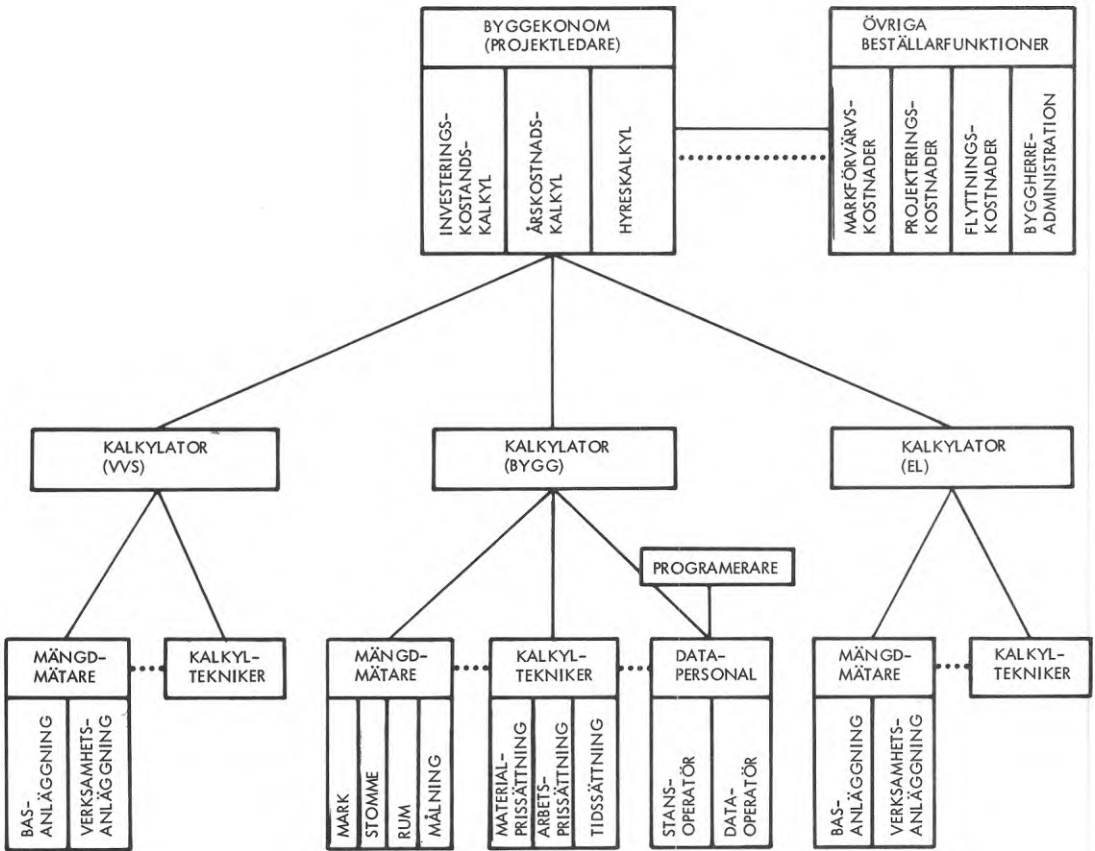 BYGGEKONOM
(PROJEKTLEDARE)
INVESTERINGS-
KOSTANDS-
KALKYL
ÅRSKOSTNADS-
KALKYL
HYRESKALKYL
ÖVRIGA
BESTÄLLARFUNKTIONER
MARKFÖRVÄRVS-
KOSTNADER
PROJEKTERINGS-
KOSTNADER
FLYTTNINGS-
KOSTNADER
BYGGHERRE-
ADMINISTRATION
KALKYLATOR
(VVS)
KALKYLATOR
(BYGG)
KALKYLATOR
(EL)
PROGRAMERARE
MÄNGD-
MÄTARE
BAS-
ANLÄGGNING
VERKSAMHETS-
ANLÄGGNING
KALKYL-
TEKNIKER
MÄNGD-
MÄTARE
MARK
STOMME
RUM
MÅLNING
KALKYL-
TEKNIKER
MATERIAL-
PRISSÄTTNING
ARBETS-
PRISSÄTTNING
TIDSSÄTTNING
DATA-
PERSONAL
STANS-
OPERATÖR
DATA-
OPERATÖR
MÄNGD-
MÄTARE
BAS-
ANLÄGGNING
VERKSAMHETS-
ANLÄGGNING
KALKYL-
TEKNIKER